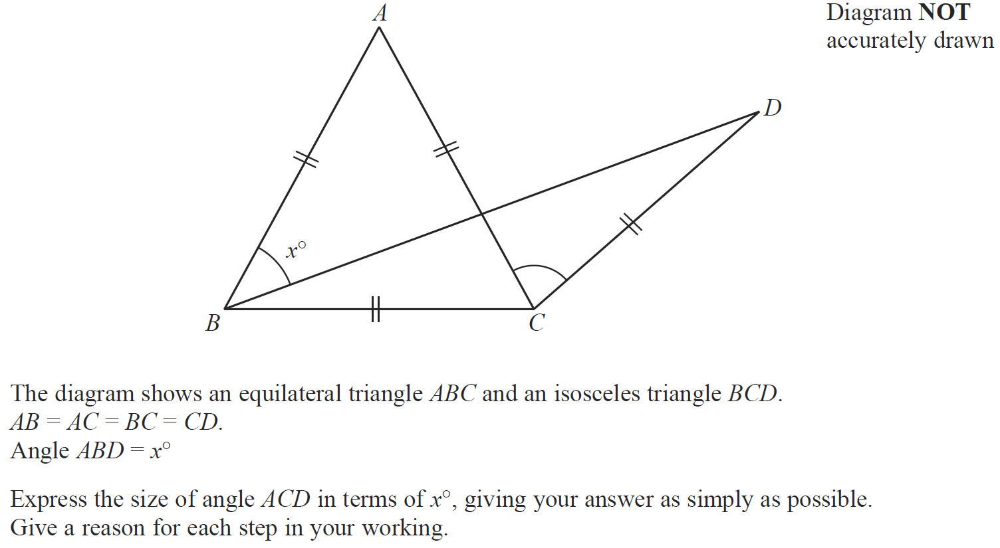 A
Diagram NOT
accurately drawn
D
x°
B
C
The diagram shows an equilateral triangle ABC and an isosceles triangle BCD.
AB = AC = BC = CD.
Angle ABD = x°
Express the size of angle ACD in terms of x°, giving your answer as simply as possible.
Give a reason for each step in your working.